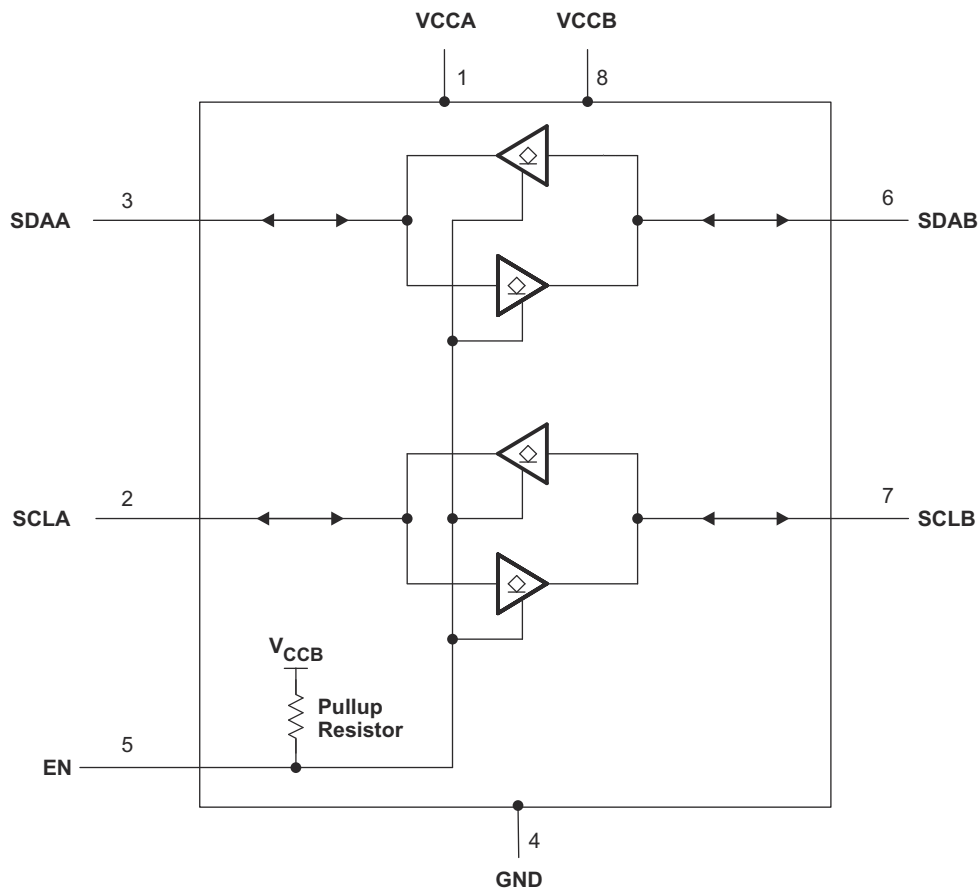 VCCA
VCCB
1
8
3
SDAA
6
SDAB
2
SCLA
7
SCLB
VCCB
Pullup
Resistor
5
EN
4
GND